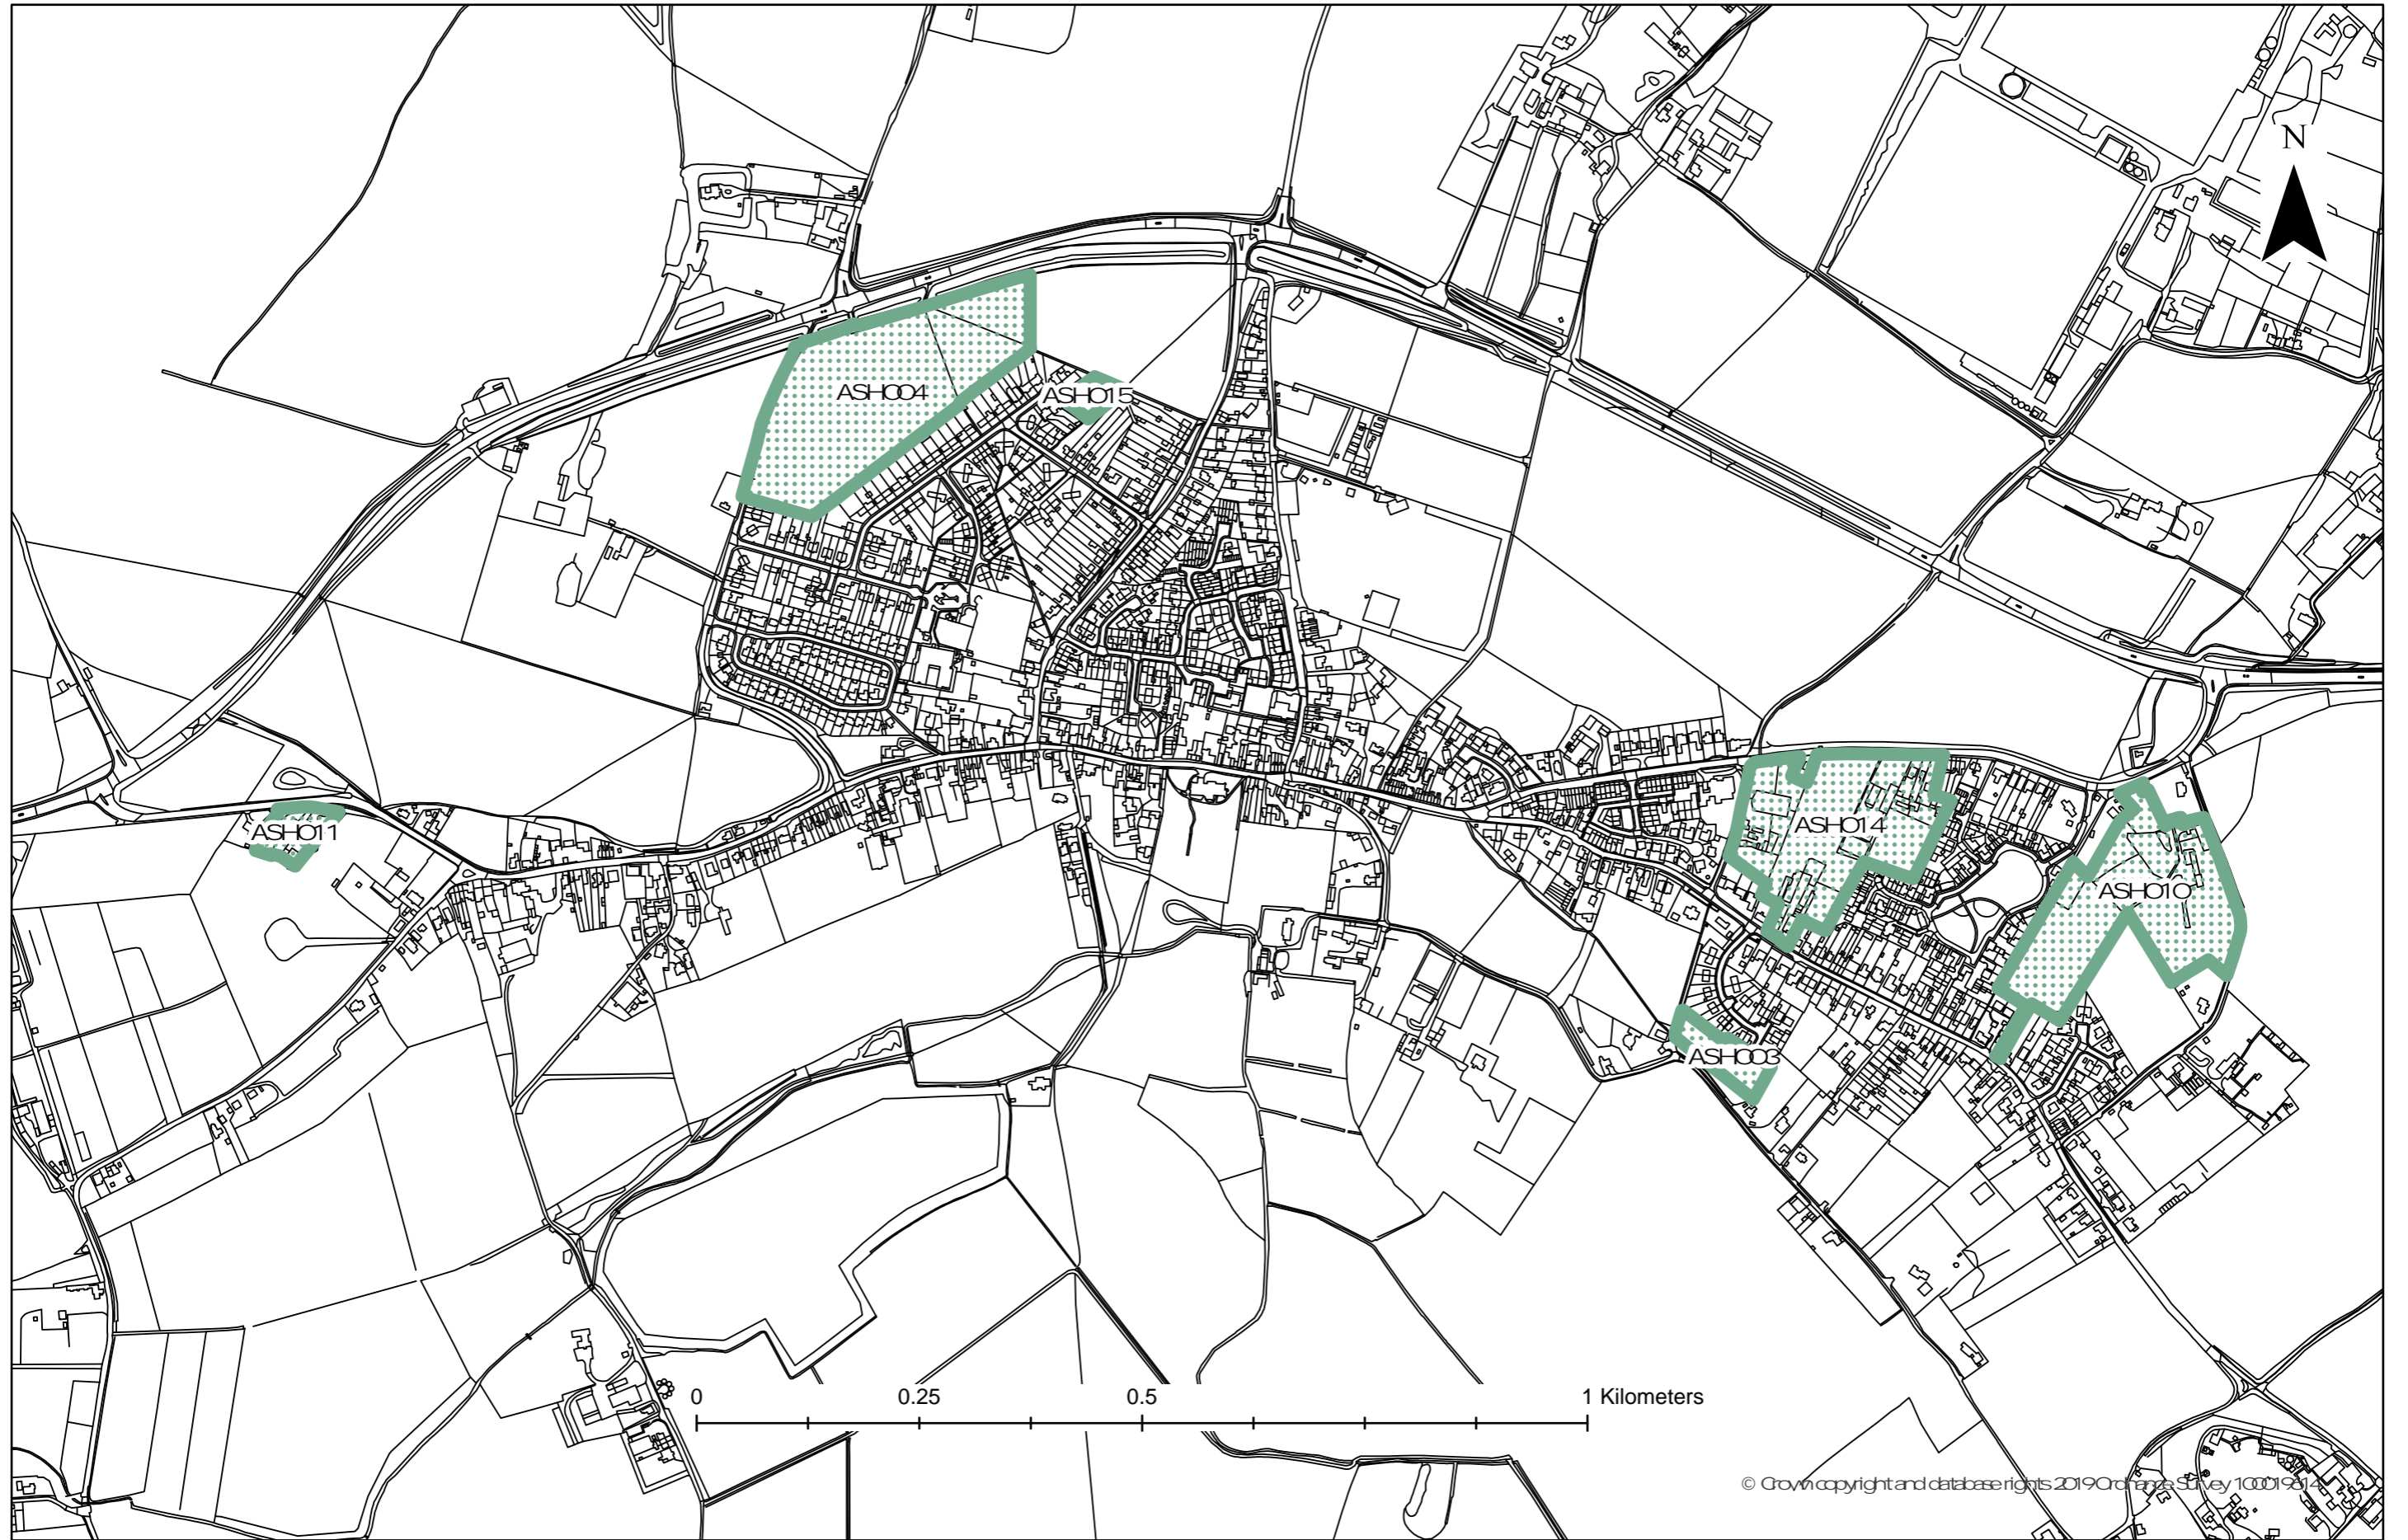 N
ASH004
ASH015
ASH011
ASH014
ASH010
ASH003
0 0.25 0.5 1 Kilometers
© Crown copyright and database rights 2019 Ordnance Survey 100019614